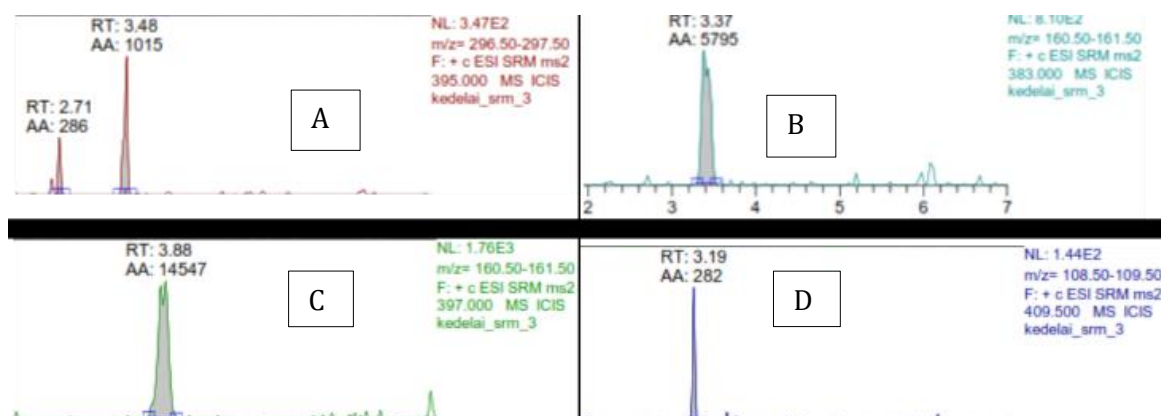 RT: 3.48
AA: 1015
RT: 2.71
AA: 286
A
NL: 3.47E2
m/z= 296.50-297.50
F: + c ESI SRM ms2
395.000 MS ICIS
kedelai_srm_3
RT: 3.37
AA: 5795
B
NL: 8.10E2
m/z= 160.50-161.50
F: + c ESI SRM ms2
383.000 MS ICIS
kedelai_srm_3
2 3 4 5 6 7
RT: 3.88
AA: 14547
C
NL: 1.76E3
m/z= 160.50-161.50
F: + c ESI SRM ms2
397.000 MS ICIS
kedelai_srm_3
RT: 3.19
AA: 282
D
NL: 1.44E2
m/z= 108.50-109.50
F: + c ESI SRM ms2
409.500 MS ICIS
kedelai_srm_3